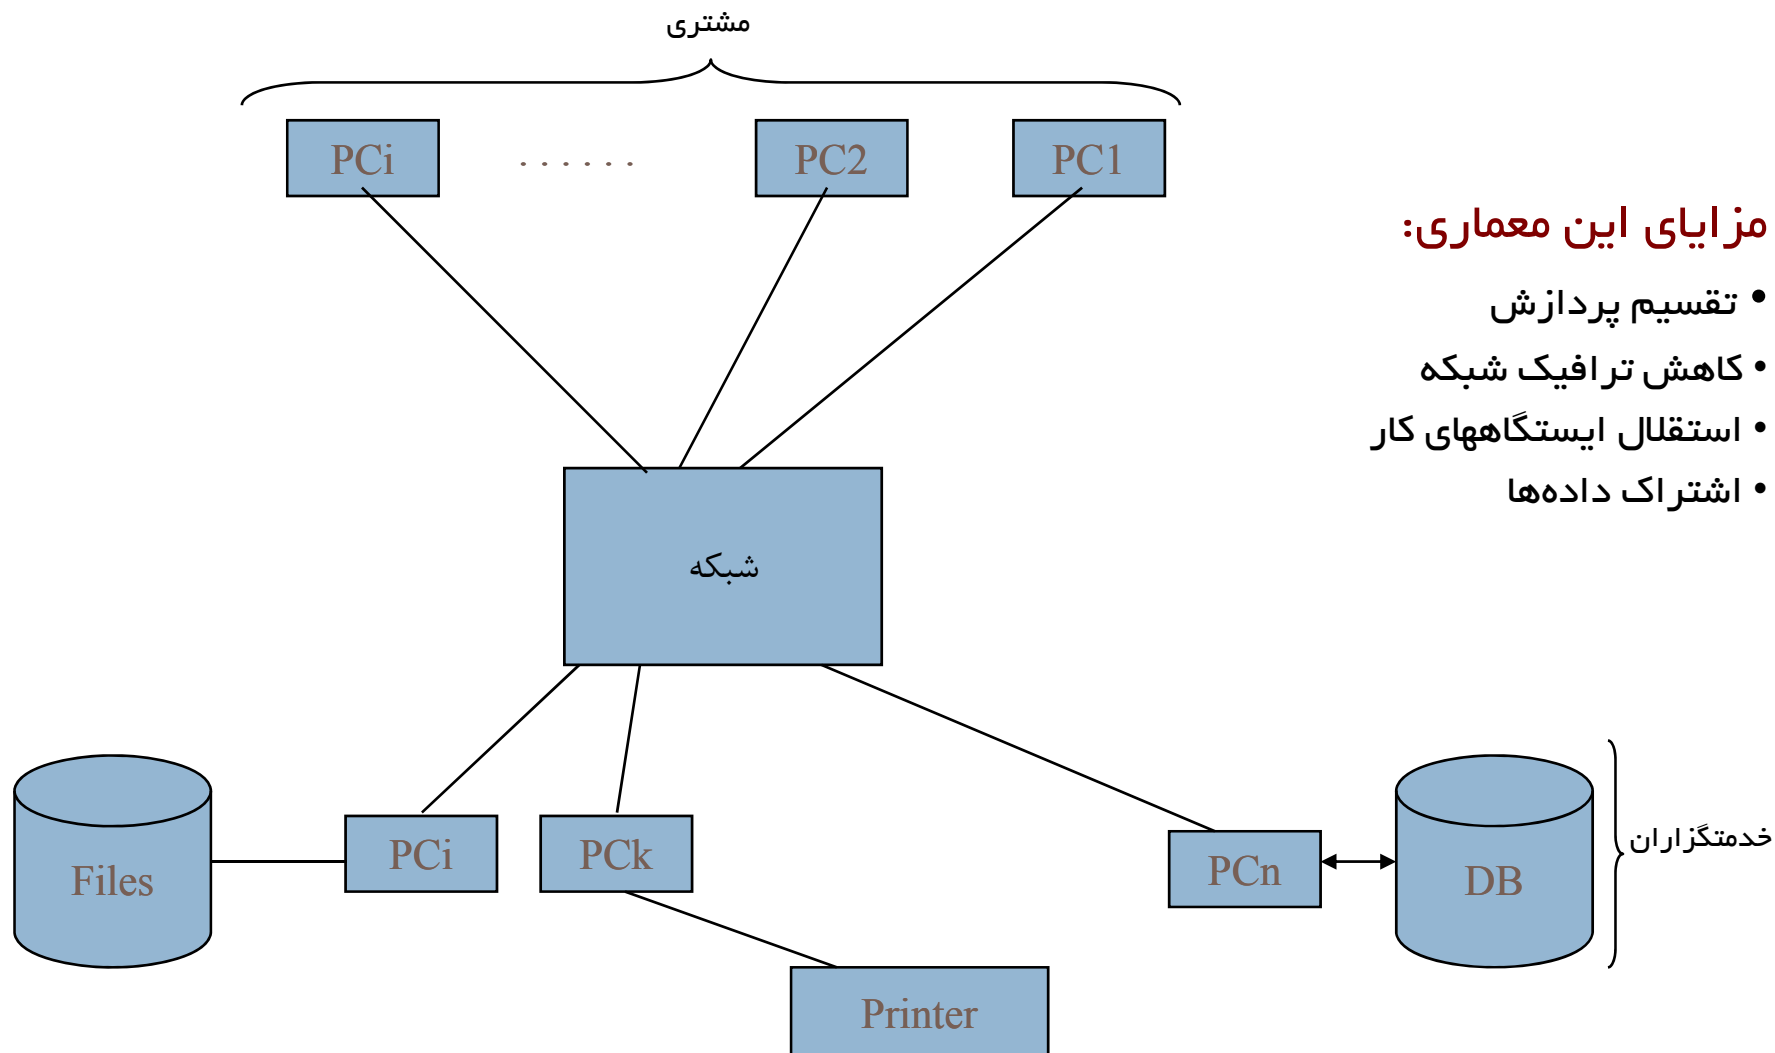 مشتری
PCi ...... PC2 PC1
مزایای این معماری:
• تقسیم پردازش
• کاهش ترافیک شبکه
• استقلال ایستگاههای کار
• اشتراک داده‌ها
شبکه
Files
PCi
PCk
PCn
DB
خدمتگزاران
Printer